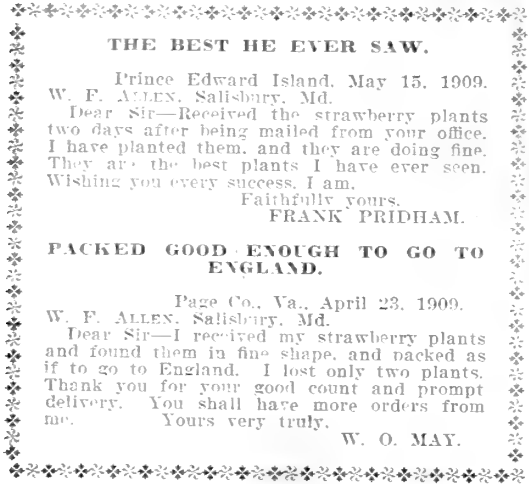 THE BEST HE EVER SAW.
Prince Edward Island, May 15, 1909.
W. F. ALLEN, Salisbury, Md.
Dear Sir—Received the strawberry plants
two days after being mailed from your office.
I have planted them, and they are doing fine.
They are the best plants I have ever seen.
Wishing you every success, I am,
Faithfully yours,
FRANK PRIDHAM.
PACKED GOOD ENOUGH TO GO TO
ENGLAND.
Page Co., Va., April 23, 1909.
W. F. ALLEN, Salisbury, Md.
Dear Sir—I received my strawberry plants
and found them in fine shape, and packed as
if to go to England. I lost only two plants.
Thank you for your good count and prompt
delivery. You shall have more orders from
me. Yours very truly,
W. O. MAY.